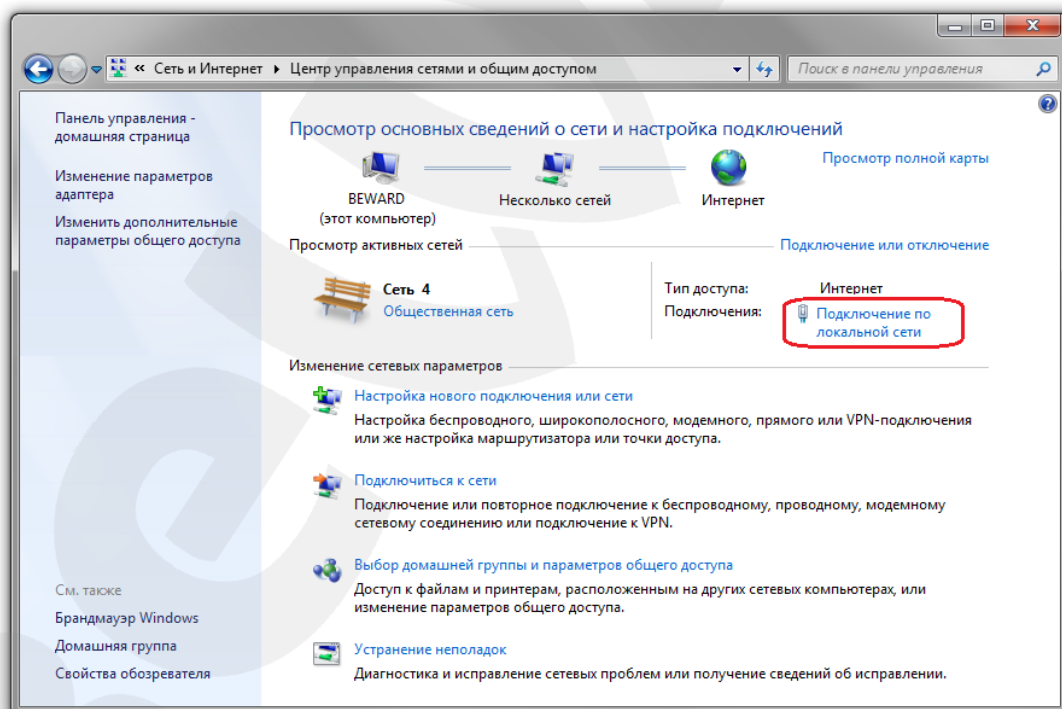 « Сеть и Интернет ▸ Центр управления сетями и общим доступом
Поиск в панели управления
Панель управления -
домашняя страница
Изменение параметров
адаптера
Изменить дополнительные
параметры общего доступа
См. также
Брандмауэр Windows
Домашняя группа
Свойства обозревателя
Просмотр основных сведений о сети и настройка подключений
Просмотр полной карты
BEWARD
(этот компьютер)
Несколько сетей
Интернет
Просмотр активных сетей
Подключение или отключение
Сеть 4
Общественная сеть
Тип доступа: Интернет
Подключения: Подключение по
локальной сети
Изменение сетевых параметров
Настройка нового подключения или сети
Настройка беспроводного, широкополосного, модемного, прямого или VPN-подключения
или же настройка маршрутизатора или точки доступа.
Подключиться к сети
Подключение или повторное подключение к беспроводному, проводному, модемному
сетевому соединению или подключение к VPN.
Выбор домашней группы и параметров общего доступа
Доступ к файлам и принтерам, расположенным на других сетевых компьютерах, или
изменение параметров общего доступа.
Устранение неполадок
Диагностика и исправление сетевых проблем или получение сведений об исправлении.